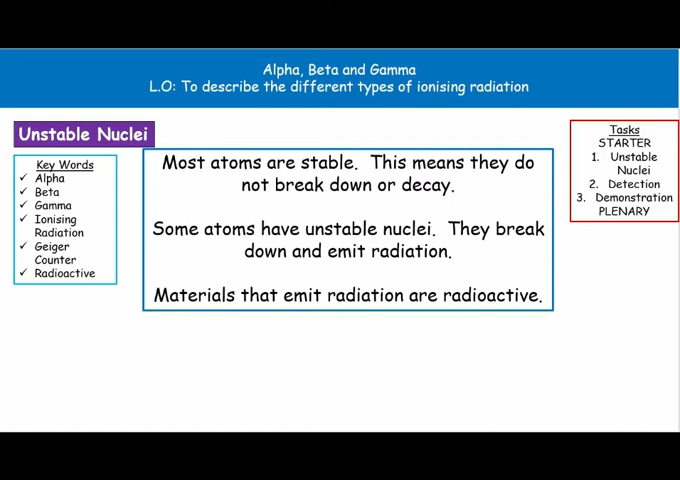 Alpha, Beta and Gamma
L.O: To describe the different types of ionising radiation
Unstable Nuclei
Key Words
✓ Alpha
✓ Beta
✓ Gamma
✓ Ionising
Radiation
✓ Geiger
Counter
✓ Radioactive
Most atoms are stable. This means they do
not break down or decay.
Some atoms have unstable nuclei. They break
down and emit radiation.
Materials that emit radiation are radioactive.
Tasks
STARTER
1. Unstable
Nuclei
2. Detection
3. Demonstration
PLENARY